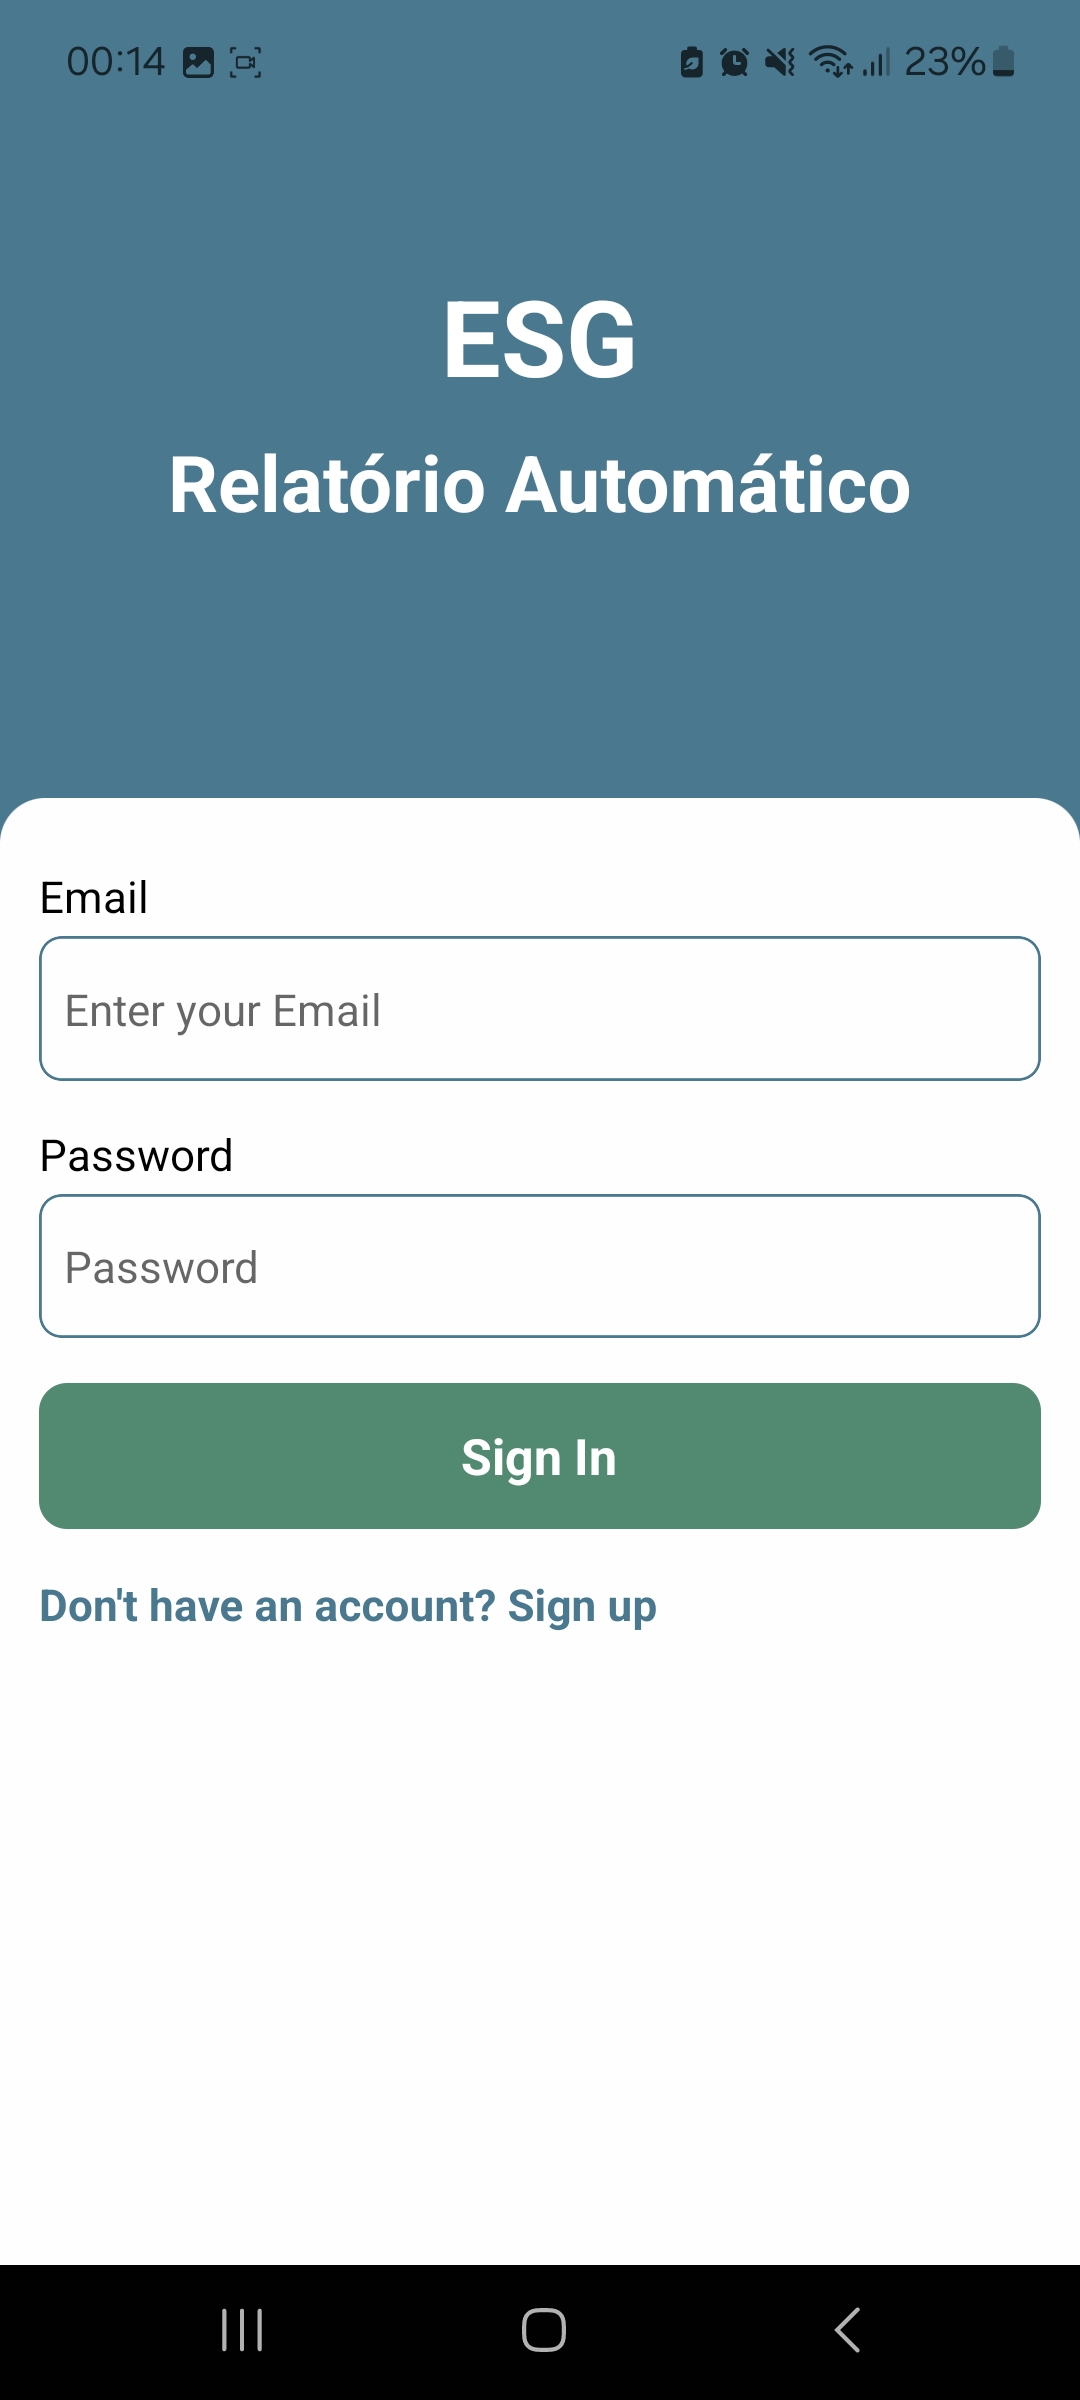 00:14 23%
ESG
Relatório Automático
Email
Enter your Email
Password
Password
Sign In
Don't have an account? Sign up